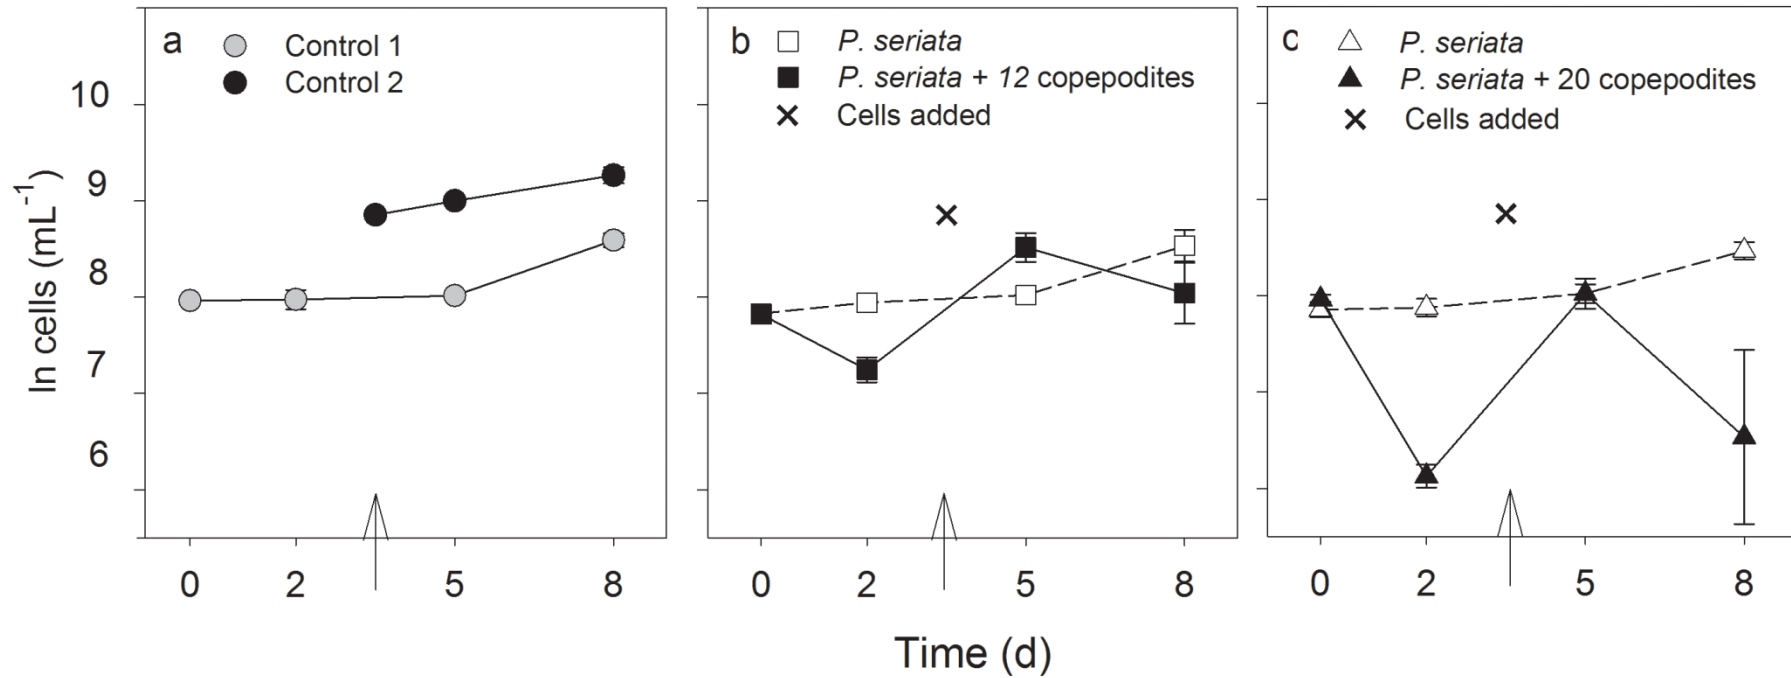 a
Control 1
Control 2
b
P. seriata
P. seriata + 12 copepodites
Cells added
c
P. seriata
P. seriata + 20 copepodites
Cells added
ln cells (mL⁻¹)
10
9
8
7
6
0 2 5 8
0 2 5 8
0 2 5 8
Time (d)